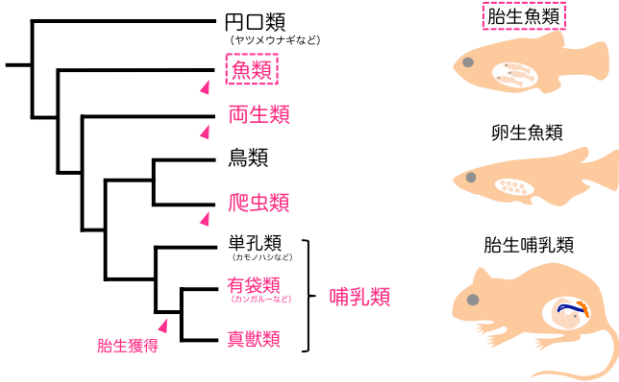 円口類
（ヤツメウナギなど）
魚類
両生類
鳥類
爬虫類
単孔類
（カモノハシなど）
有袋類
（カンガルーなど）
真獣類
哺乳類
胎生獲得
胎生魚類
卵生魚類
胎生哺乳類